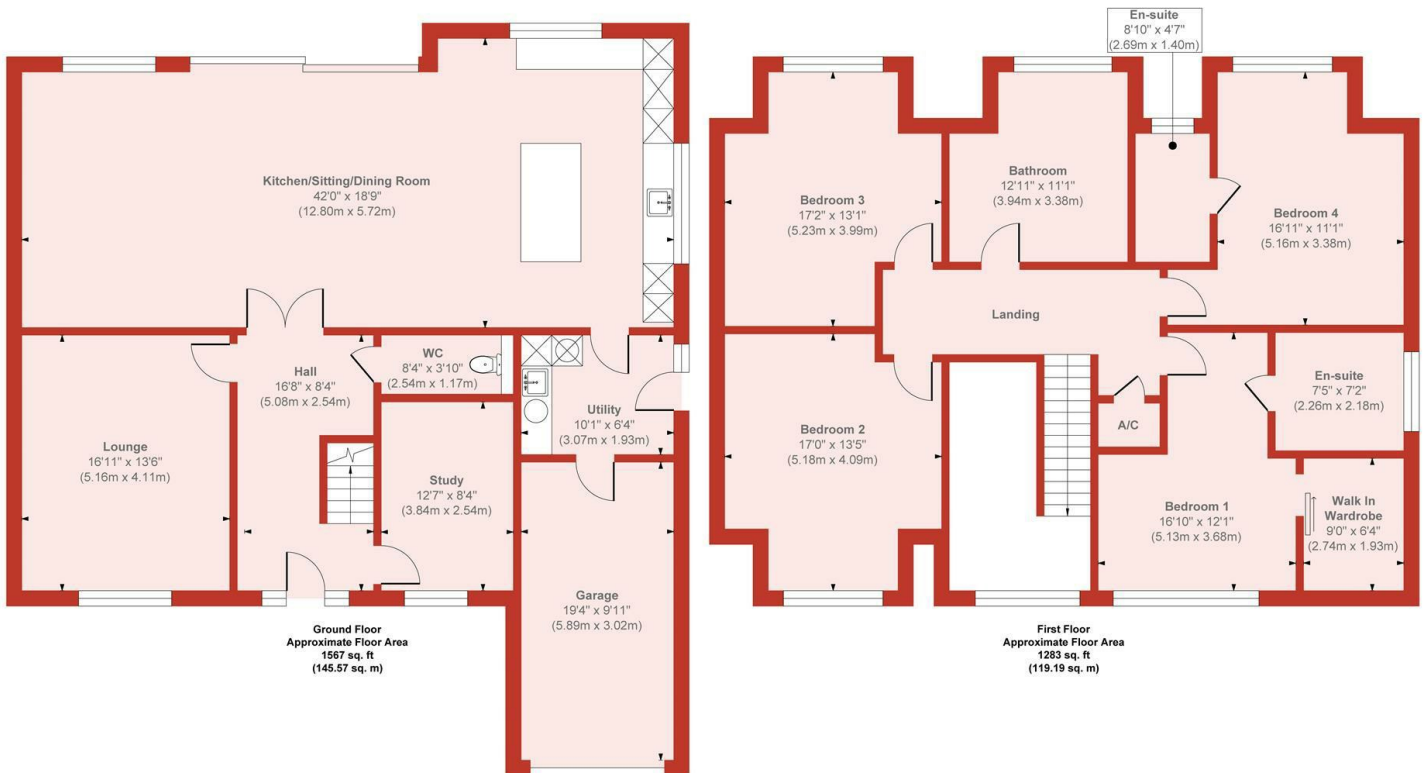 Kitchen/Sitting/Dining Room
42'0" x 18'9"
(12.80m x 5.72m)
Lounge
16'11" x 13'6"
(5.16m x 4.11m)
Hall
16'8" x 8'4"
(5.08m x 2.54m)
WC
8'4" x 3'10"
(2.54m x 1.17m)
Study
12'7" x 8'4"
(3.84m x 2.54m)
Utility
10'1" x 6'4"
(3.07m x 1.93m)
Garage
19'4" x 9'11"
(5.89m x 3.02m)
Ground Floor
Approximate Floor Area
1567 sq. ft
(145.57 sq. m)
En-suite
8'10" x 4'7"
(2.69m x 1.40m)
Bedroom 3
17'2" x 13'1"
(5.23m x 3.99m)
Bathroom
12'11" x 11'1"
(3.94m x 3.38m)
Bedroom 4
16'11" x 11'1"
(5.16m x 3.38m)
Landing
Bedroom 2
17'0" x 13'5"
(5.18m x 4.09m)
A/C
En-suite
7'5" x 7'2"
(2.26m x 2.18m)
Bedroom 1
16'10" x 12'1"
(5.13m x 3.68m)
Walk In
Wardrobe
9'0" x 6'4"
(2.74m x 1.93m)
First Floor
Approximate Floor Area
1283 sq. ft
(119.19 sq. m)